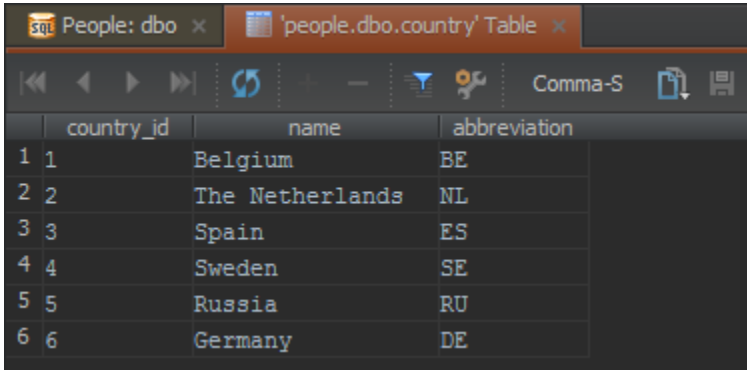 SQL People: dbo × 'people.dbo.country' Table ×
Comma-S
country_id name abbreviation
1 1 Belgium BE
2 2 The Netherlands NL
3 3 Spain ES
4 4 Sweden SE
5 5 Russia RU
6 6 Germany DE